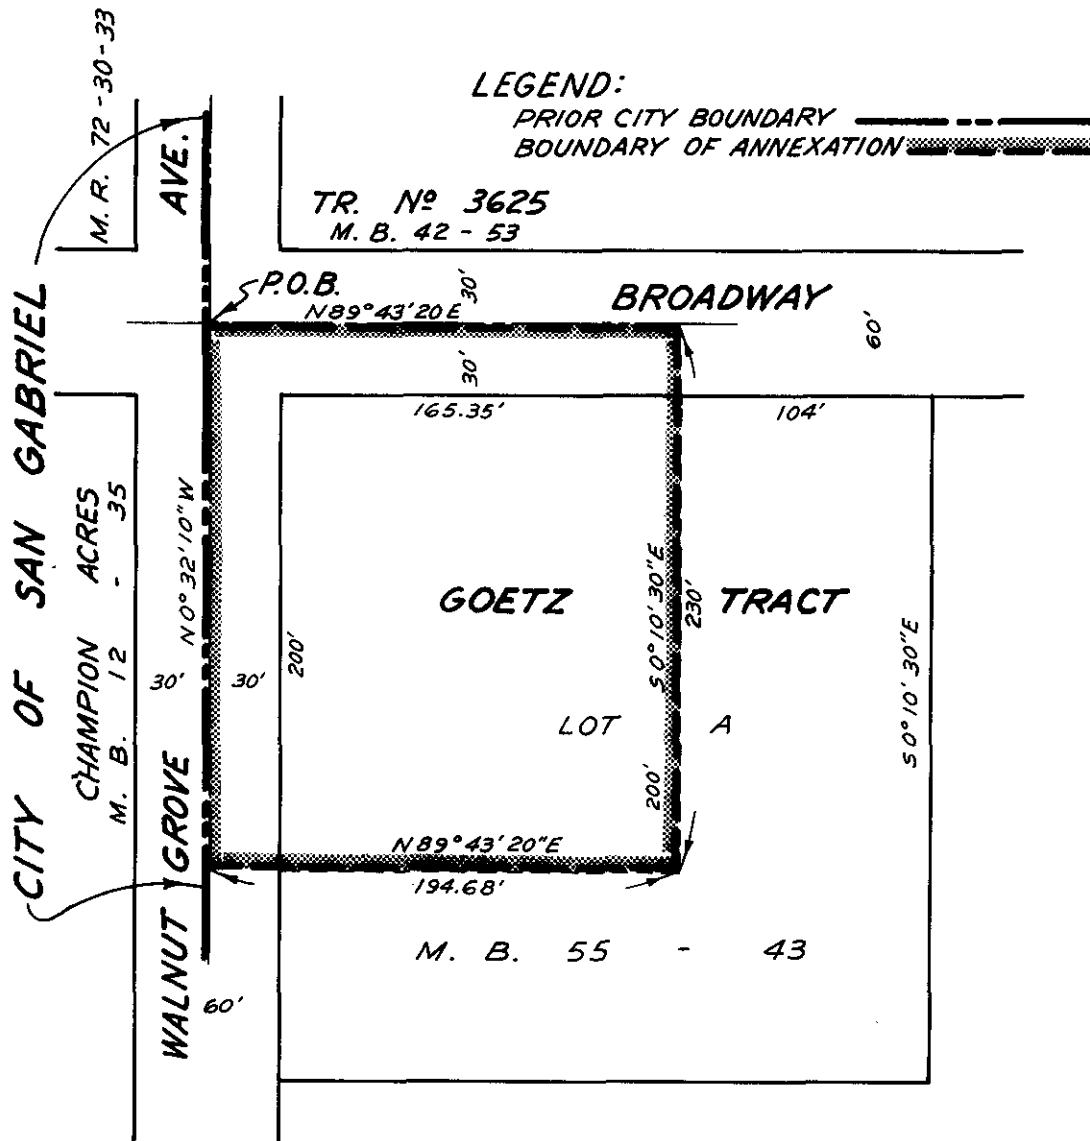 LEGEND:
PRIOR CITY BOUNDARY
BOUNDARY OF ANNEXATION
M. R. 72 - 30 - 33
AVE.
TR. Nº 3625
M. B. 42 - 53
P.O.B.
30'
BROADWAY
N89°43'20E
60'
30'
165.35'
104'
CITY OF SAN GABRIEL
CHAMPION ACRES
M. B. 12 - 35
N0°32'10"W
30'
30'
200'
GOETZ TRACT
S0°10'30"E
230'
S0°10'30"E
LOT A
200'
WALNUT GROVE
N89°43'20"E
194.68'
M. B. 55 - 43
60'